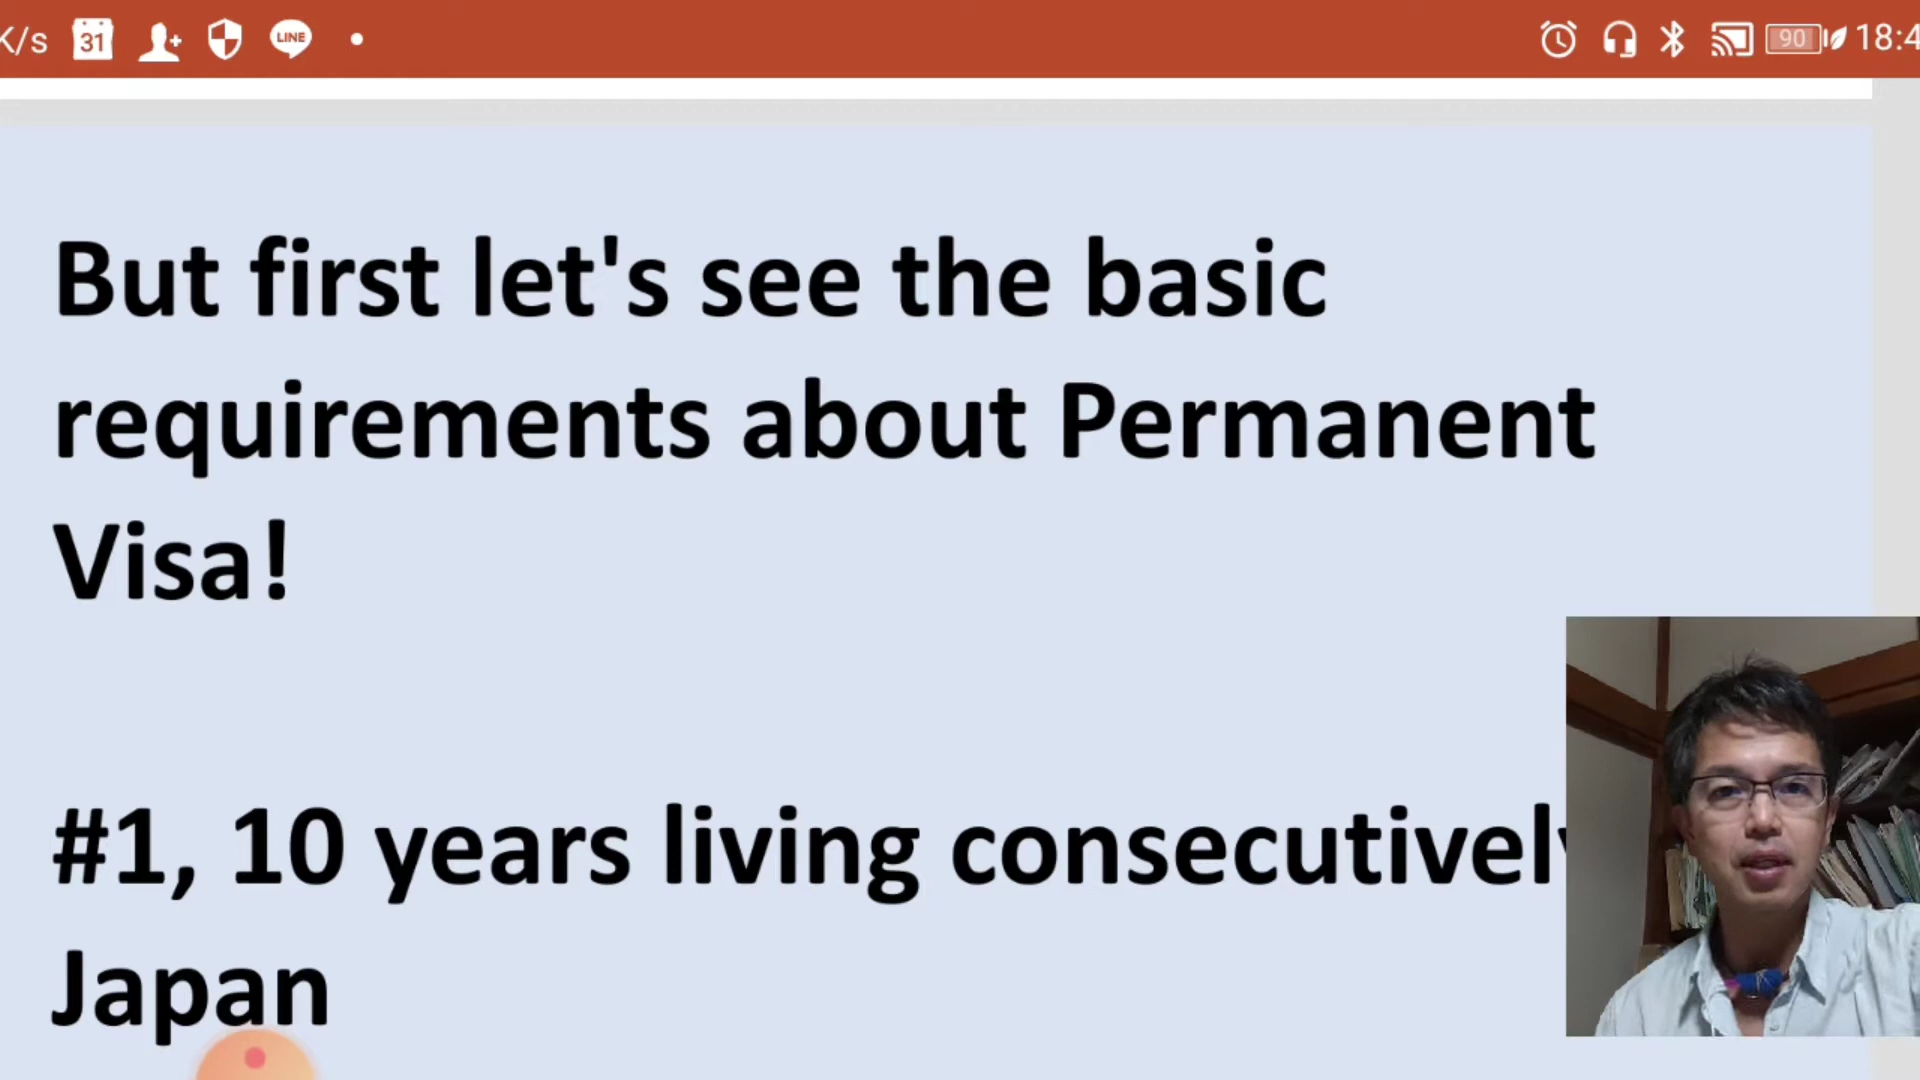 K/s 31 LINE 90 18:4
But first let's see the basic
requirements about Permanent
Visa!
#1, 10 years living consecutively
Japan